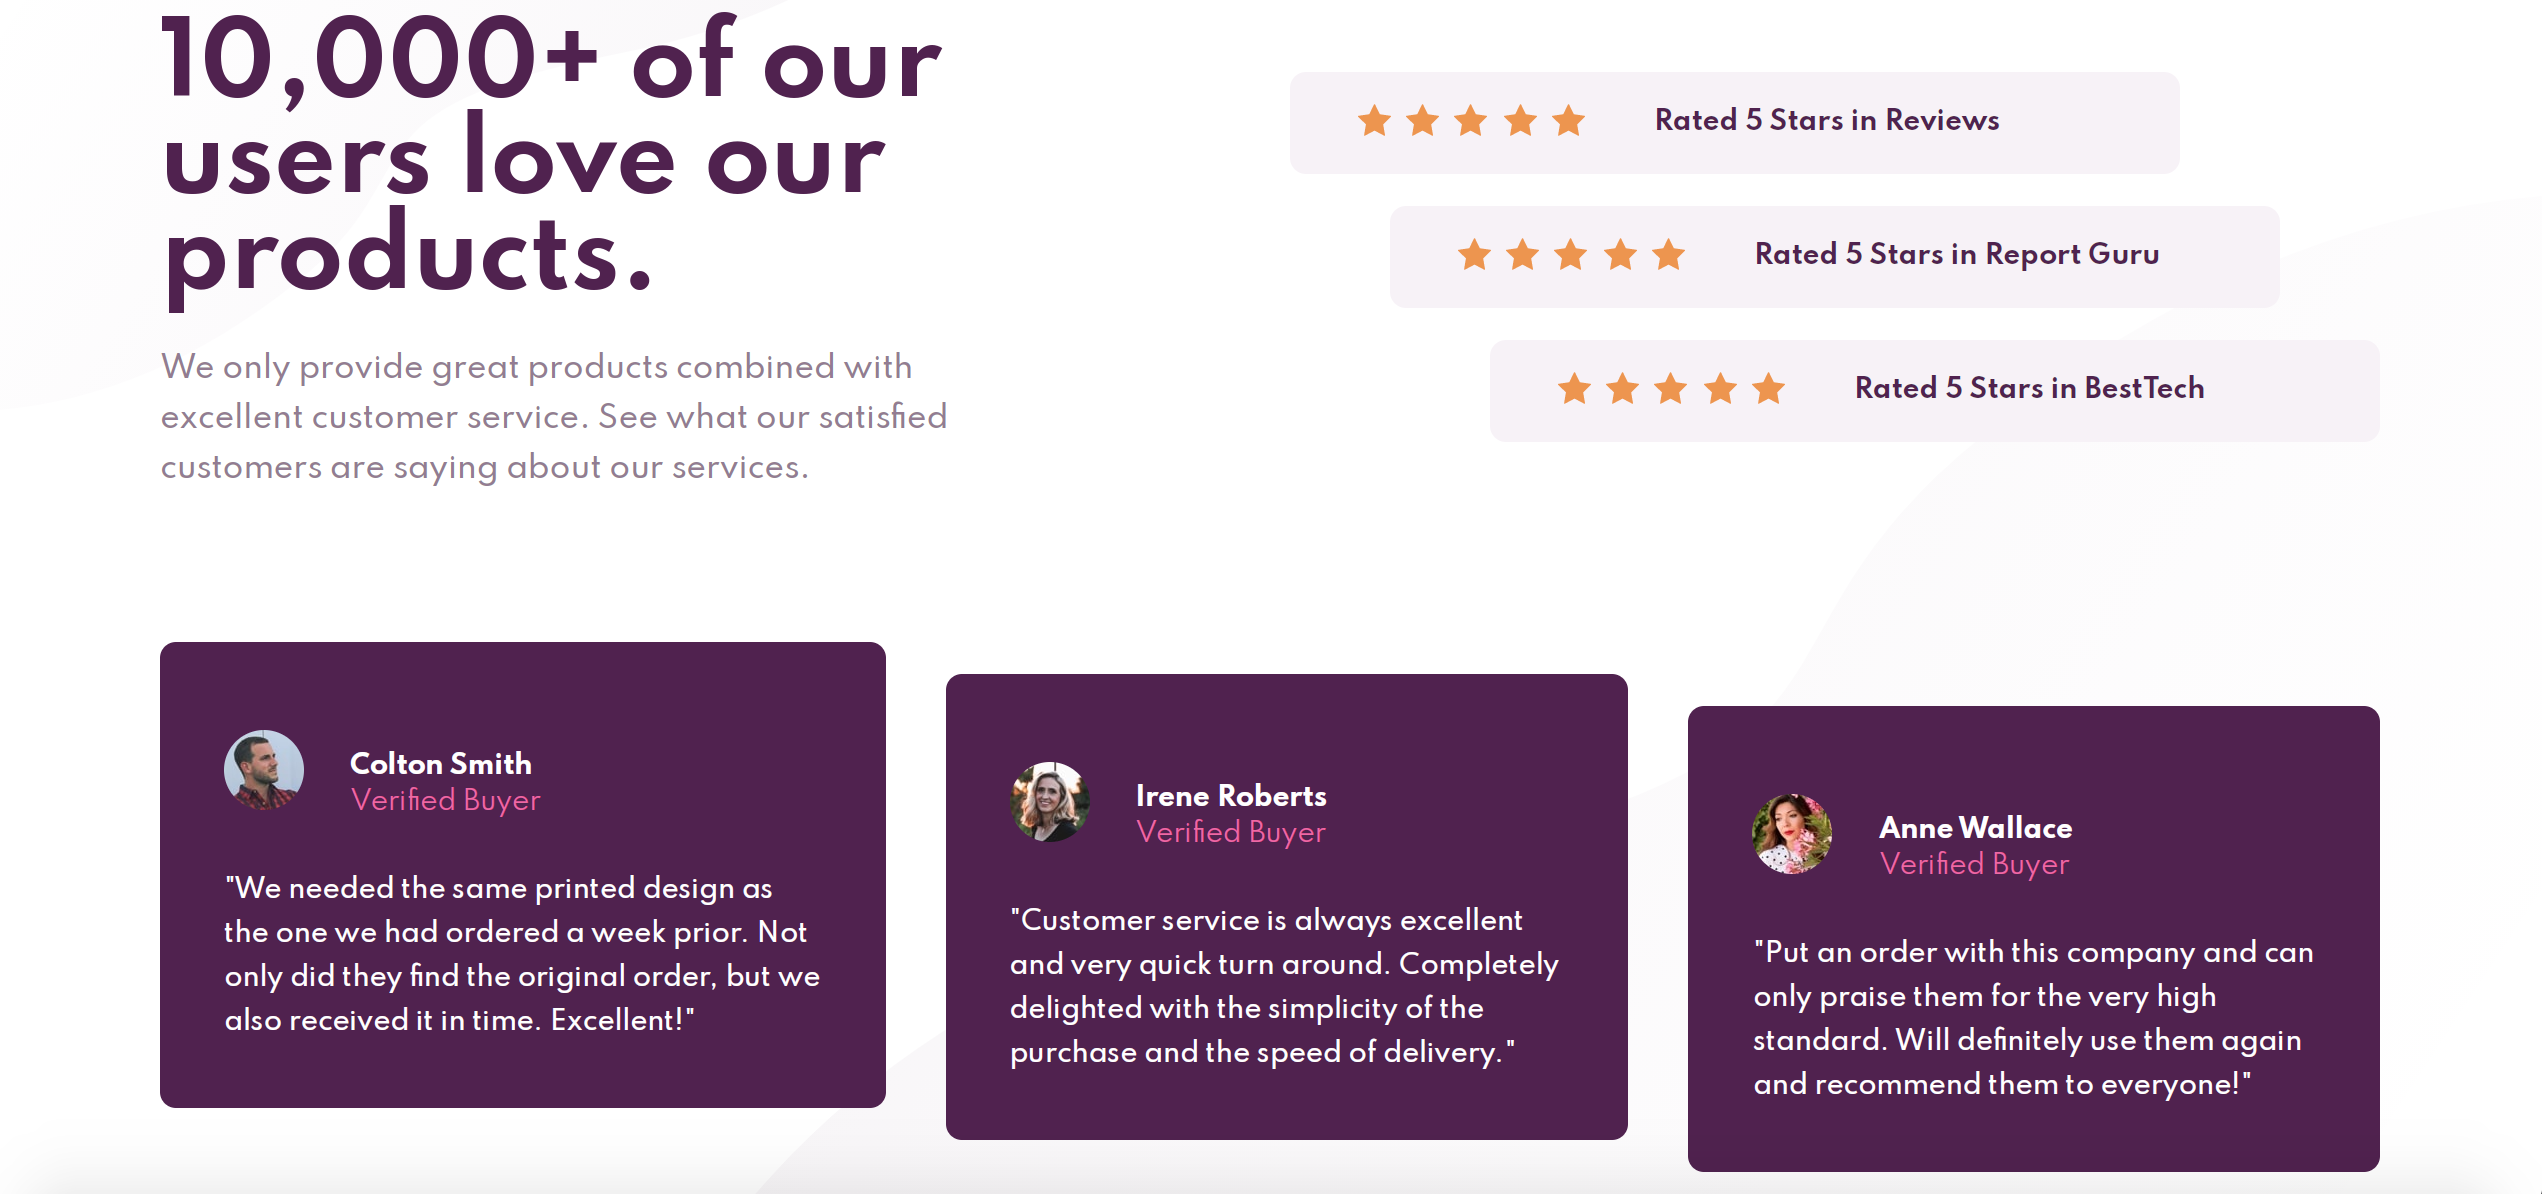 10,000+ of our
users love our
products.
We only provide great products combined with
excellent customer service. See what our satisfied
customers are saying about our services.
Rated 5 Stars in Reviews
Rated 5 Stars in Report Guru
Rated 5 Stars in BestTech
Colton Smith
Verified Buyer
"We needed the same printed design as
the one we had ordered a week prior. Not
only did they find the original order, but we
also received it in time. Excellent!"
Irene Roberts
Verified Buyer
"Customer service is always excellent
and very quick turn around. Completely
delighted with the simplicity of the
purchase and the speed of delivery."
Anne Wallace
Verified Buyer
"Put an order with this company and can
only praise them for the very high
standard. Will definitely use them again
and recommend them to everyone!"